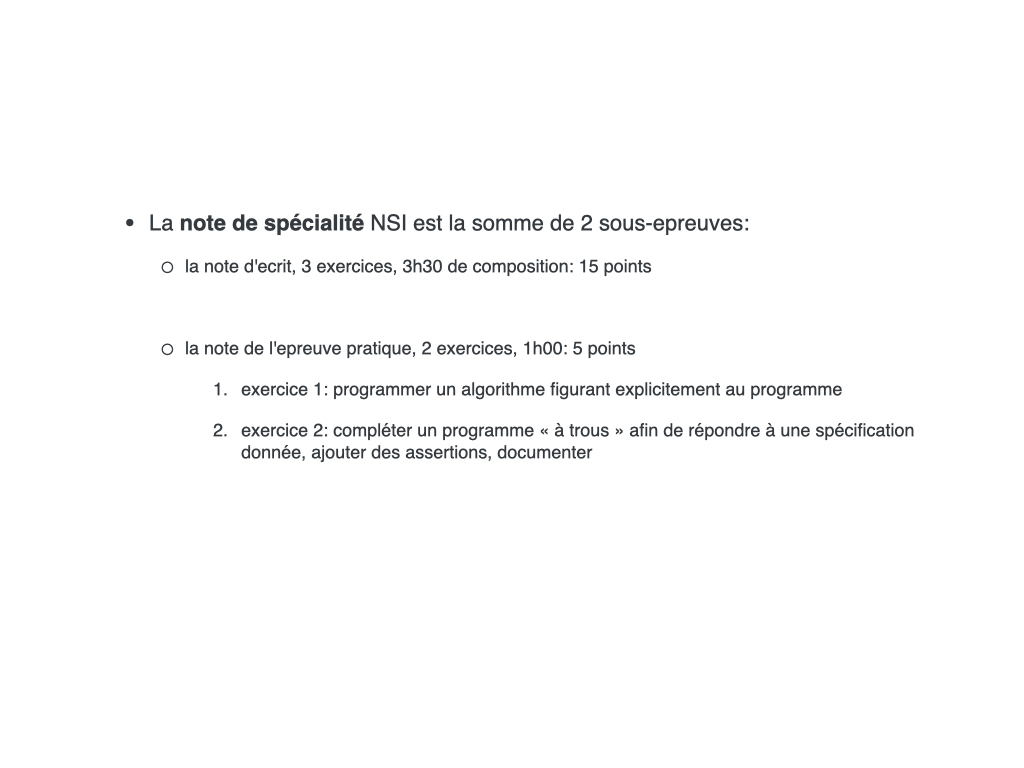 • La note de spécialité NSI est la somme de 2 sous-epreuves:
○ la note d'ecrit, 3 exercices, 3h30 de composition: 15 points
○ la note de l'epreuve pratique, 2 exercices, 1h00: 5 points
1. exercice 1: programmer un algorithme figurant explicitement au programme
2. exercice 2: compléter un programme « à trous » afin de répondre à une spécification
donnée, ajouter des assertions, documenter